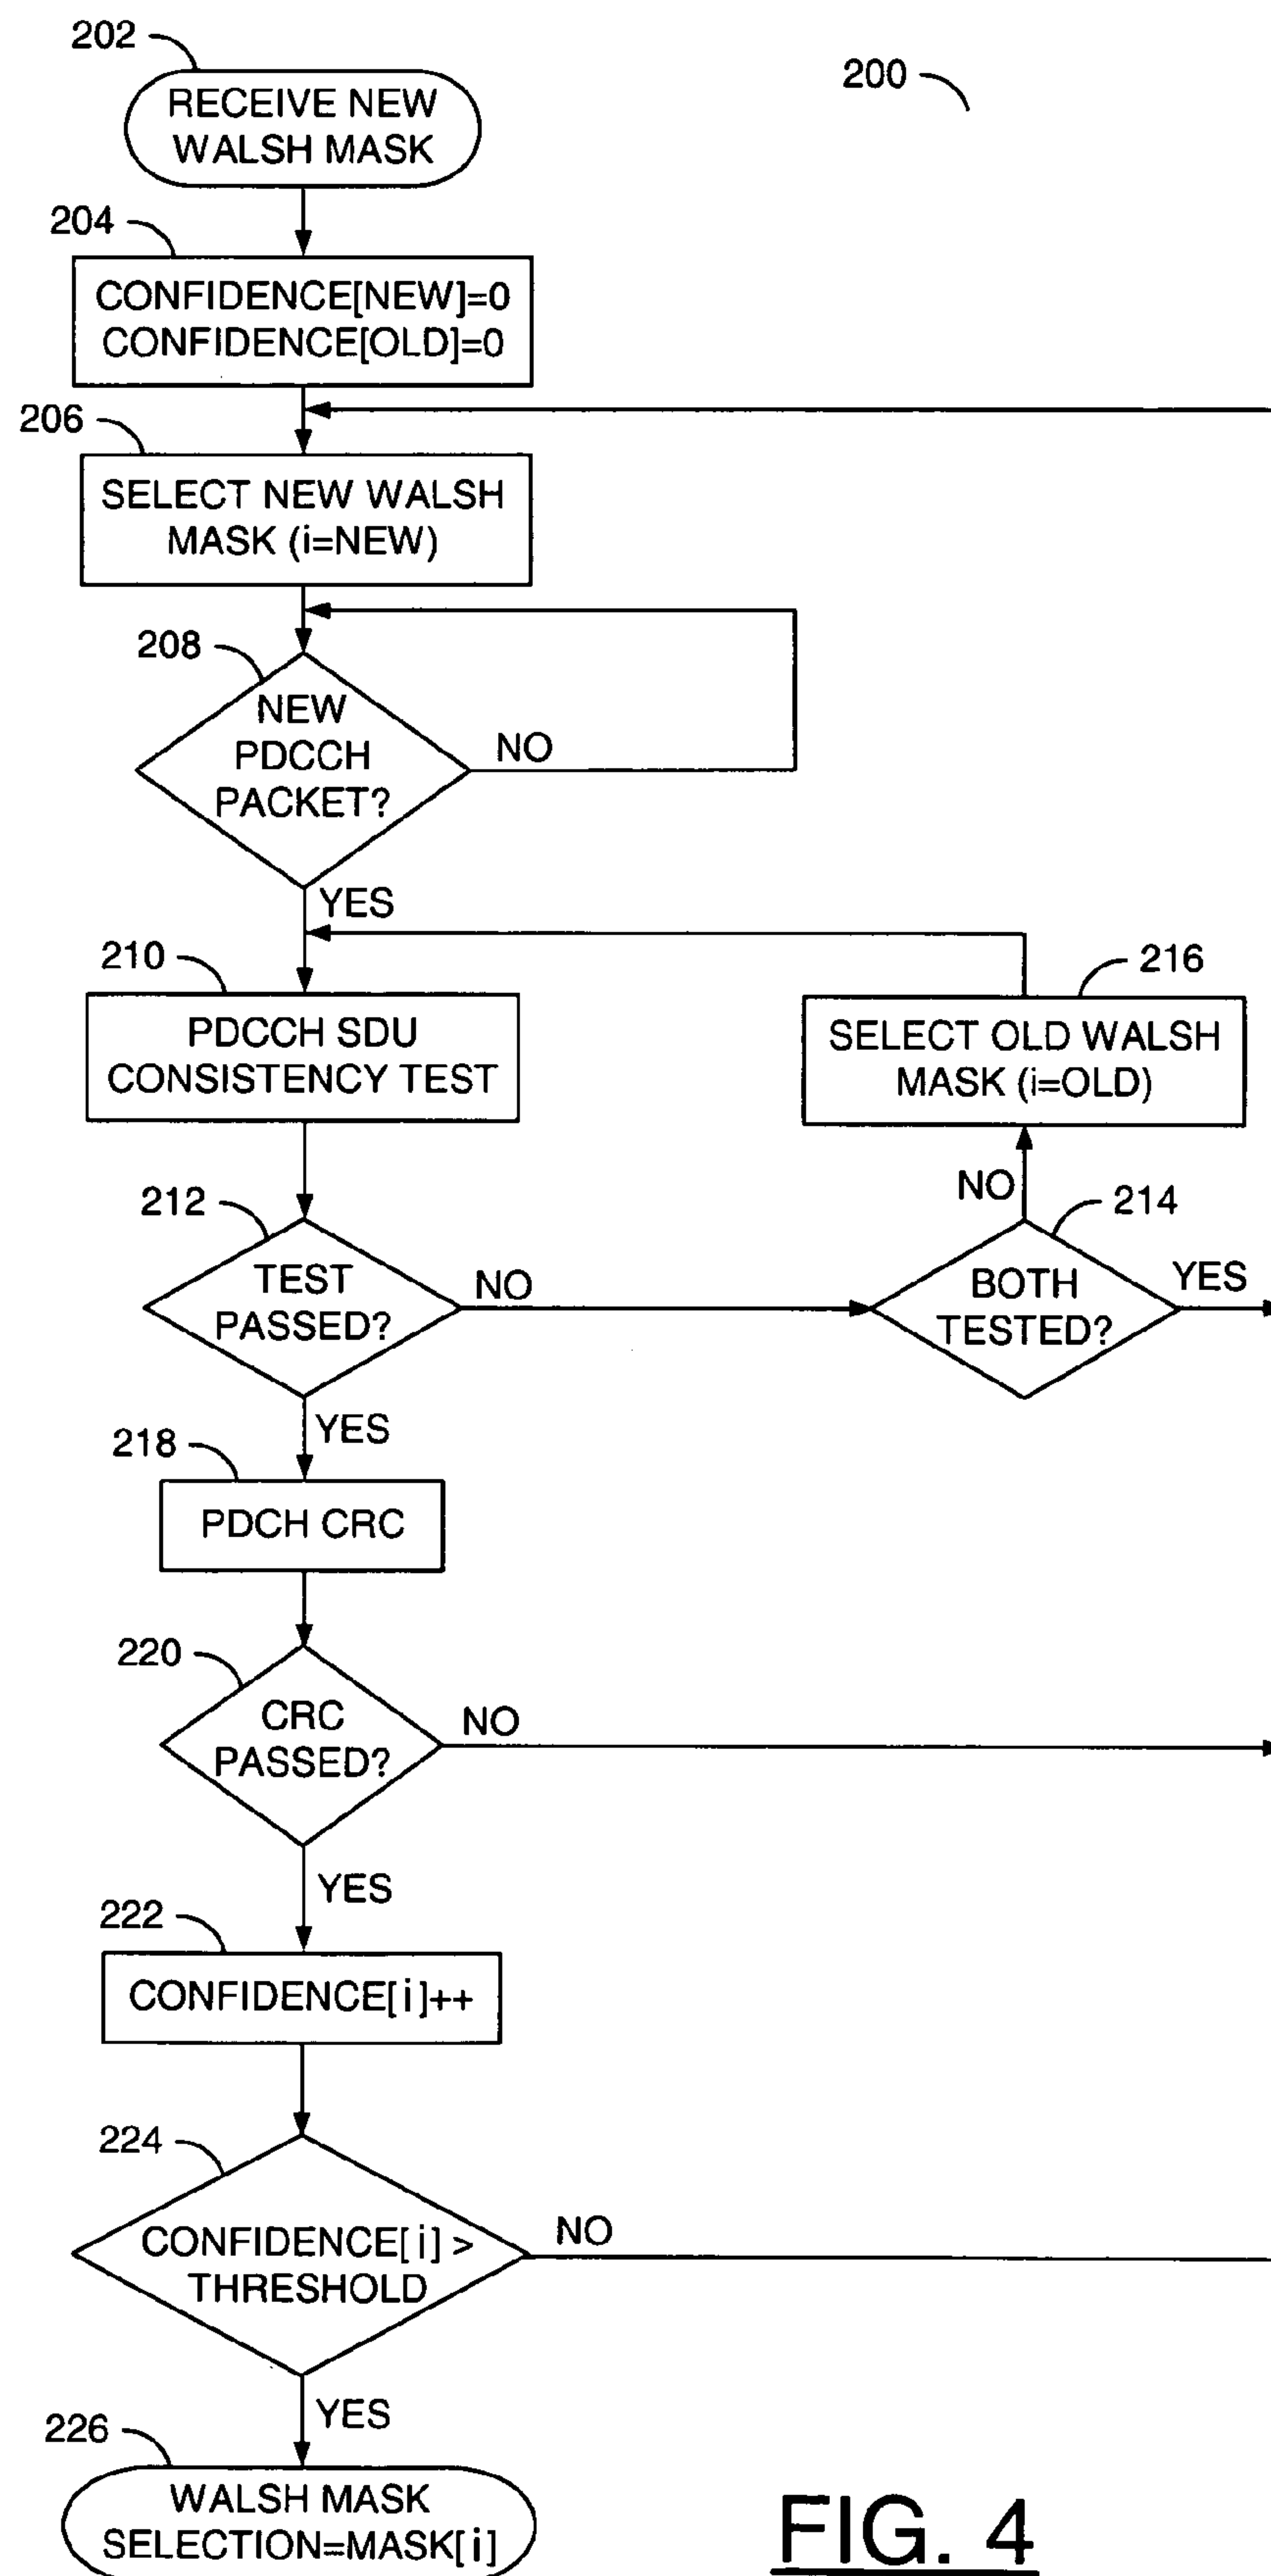 202
200
RECEIVE NEW
WALSH MASK
204
CONFIDENCE[NEW]=0
CONFIDENCE[OLD]=0
206
SELECT NEW WALSH
MASK (i=NEW)
208
NEW
PDCCH
PACKET?
NO
YES
210
PDCCH SDU
CONSISTENCY TEST
216
SELECT OLD WALSH
MASK (i=OLD)
NO
212
TEST
PASSED?
NO
214
BOTH
TESTED?
YES
YES
218
PDCH CRC
220
CRC
PASSED?
NO
YES
222
CONFIDENCE[i]++
224
CONFIDENCE[i] >
THRESHOLD
NO
YES
226
WALSH MASK
SELECTION=MASK[i]
FIG. 4